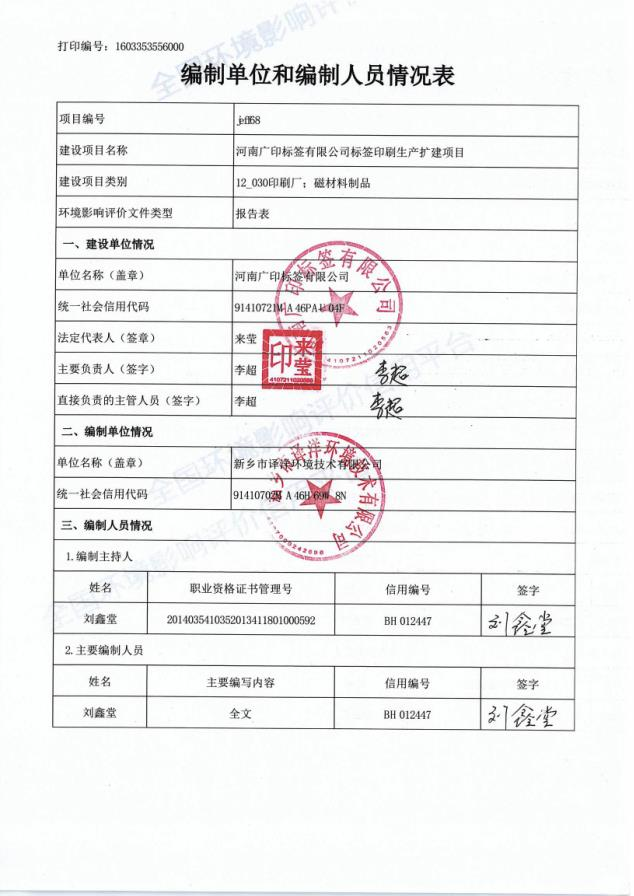 打印编号：1603353556000
编制单位和编制人员情况表
项目编号 jef168
建设项目名称 河南广印标签有限公司标签印刷生产扩建项目
建设项目类别 12_030印刷厂；磁材料制品
环境影响评价文件类型 报告表
一、建设单位情况
单位名称（盖章） 河南广印标签有限公司
统一社会信用代码
法定代表人（签章） 来莹
主要负责人（签字） 李超 李超
直接负责的主管人员（签字） 李超 李超
二、编制单位情况
单位名称（盖章） 新乡市译洋环境技术有限公司
统一社会信用代码
三、编制人员情况
1.编制主持人
姓名 职业资格证书管理号 信用编号 签字
刘鑫堂 2014035410352013411801000592 BH 012447 刘鑫堂
2.主要编制人员
姓名 主要编写内容 信用编号 签字
刘鑫堂 全文 BH 012447 刘鑫堂